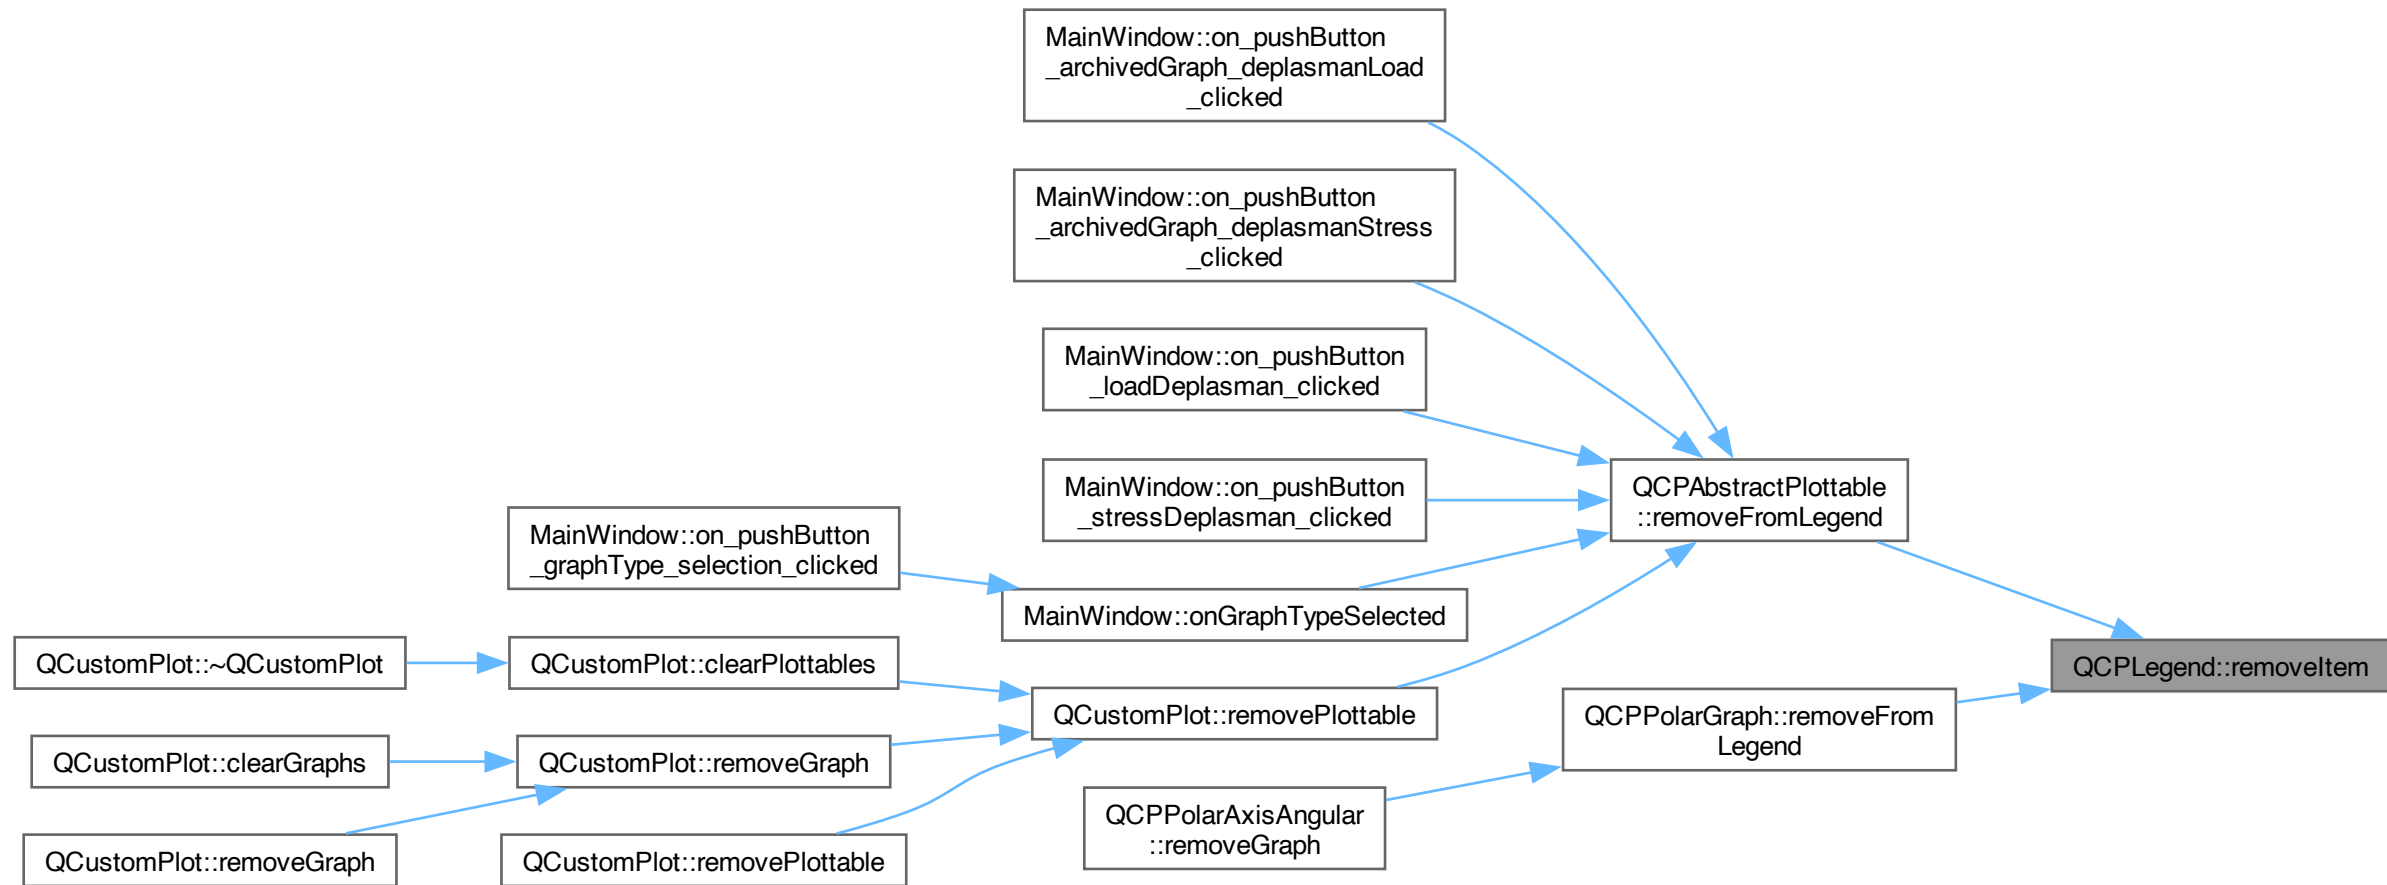 MainWindow::on_pushButton
_archivedGraph_deplasmanLoad
_clicked
MainWindow::on_pushButton
_archivedGraph_deplasmanStress
_clicked
MainWindow::on_pushButton
_loadDeplasman_clicked
MainWindow::on_pushButton
_stressDeplasman_clicked
QCPAbstractPlottable
::removeFromLegend
MainWindow::on_pushButton
_graphType_selection_clicked
MainWindow::onGraphTypeSelected
QCustomPlot::~QCustomPlot
QCustomPlot::clearPlottables
QCPLegend::removeItem
QCustomPlot::removePlottable
QCPPolarGraph::removeFrom
Legend
QCustomPlot::clearGraphs
QCustomPlot::removeGraph
QCPPolarAxisAngular
::removeGraph
QCustomPlot::removeGraph
QCustomPlot::removePlottable